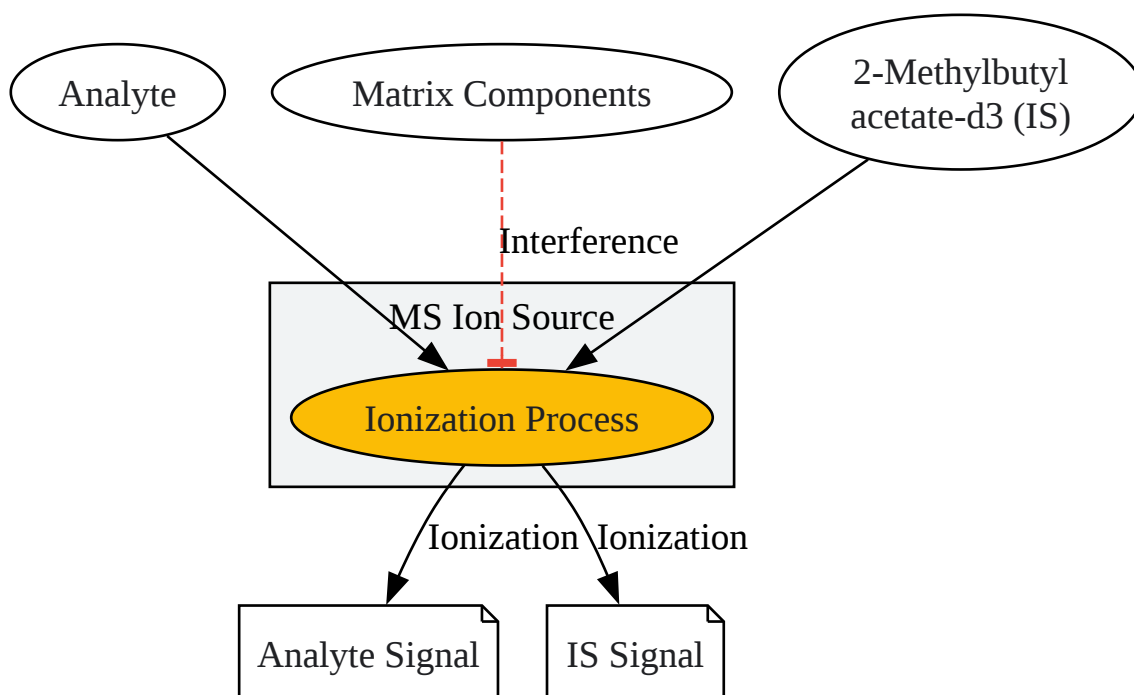 Analyte
Matrix Components
2-Methylbutyl
acetate-d3 (IS)
Interference
MS Ion Source
Ionization Process
Ionization
Ionization
Analyte Signal
IS Signal